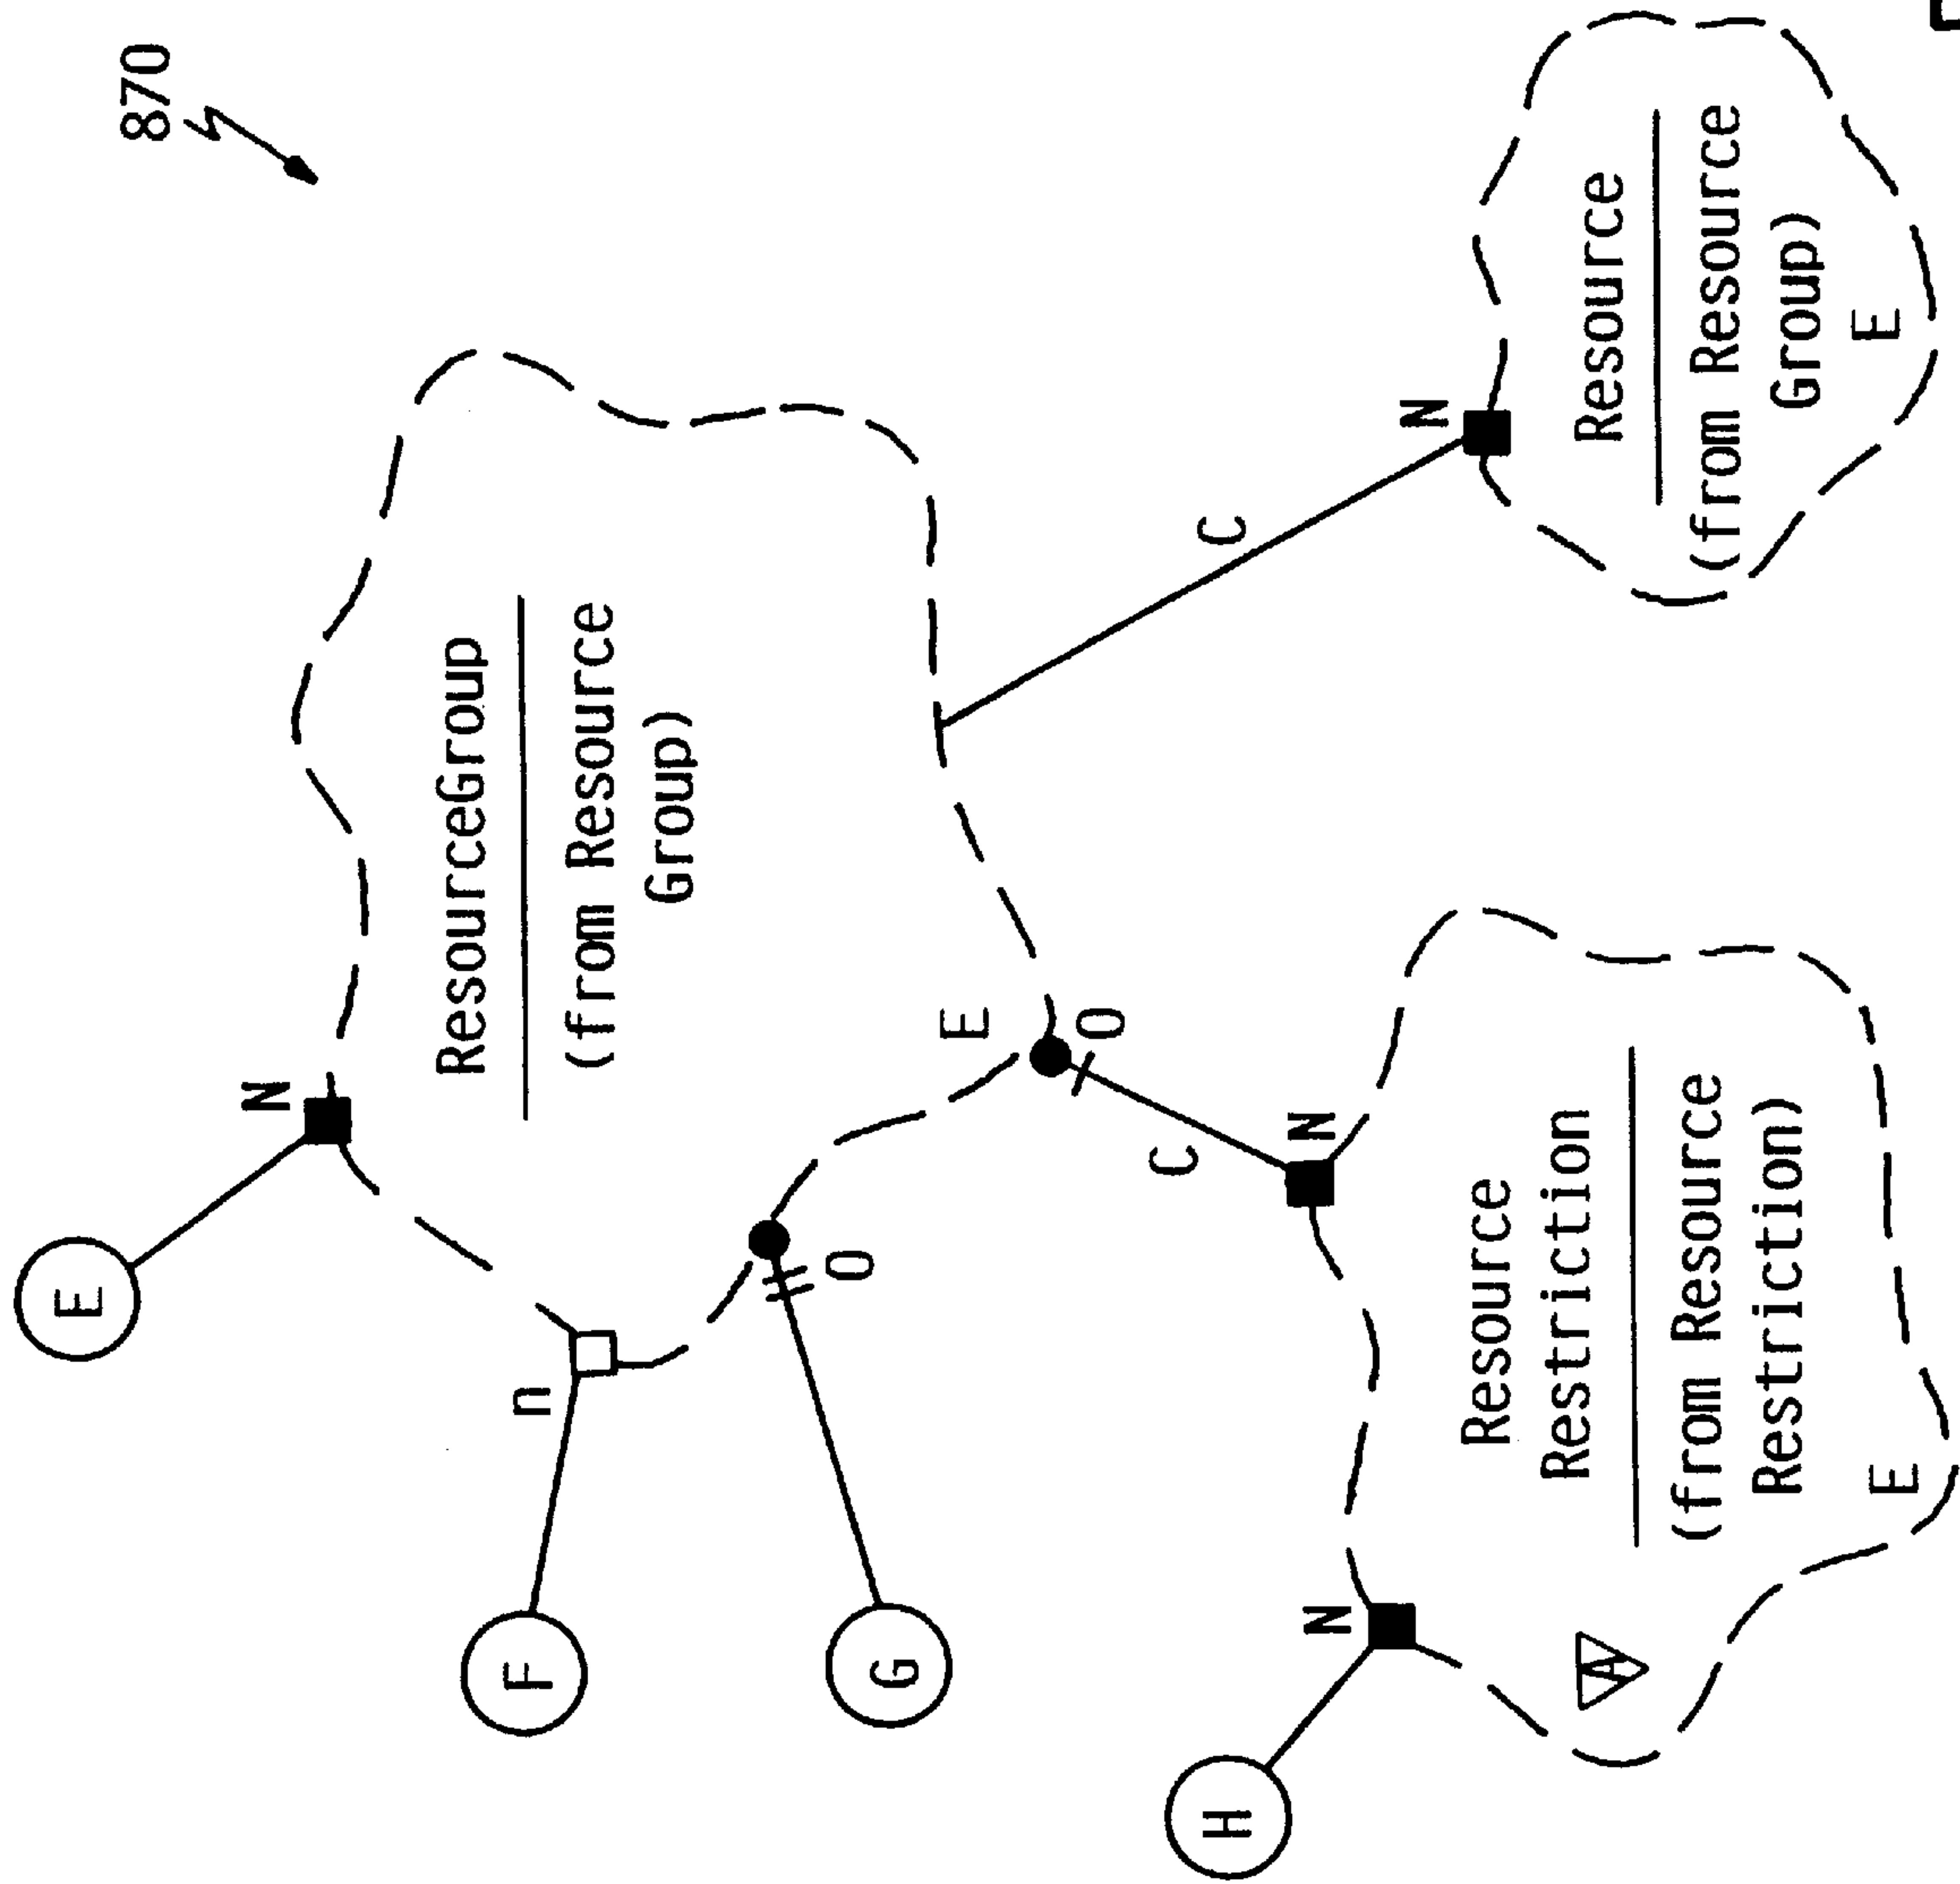 870
E
N
F
n
G
O
ResourceGroup
(from Resource
Group)
E
O
C
N
C
N
H
N
A
Resource
Restriction
(from Resource
Restriction)
E
Resource
(from Resource
Group)
E